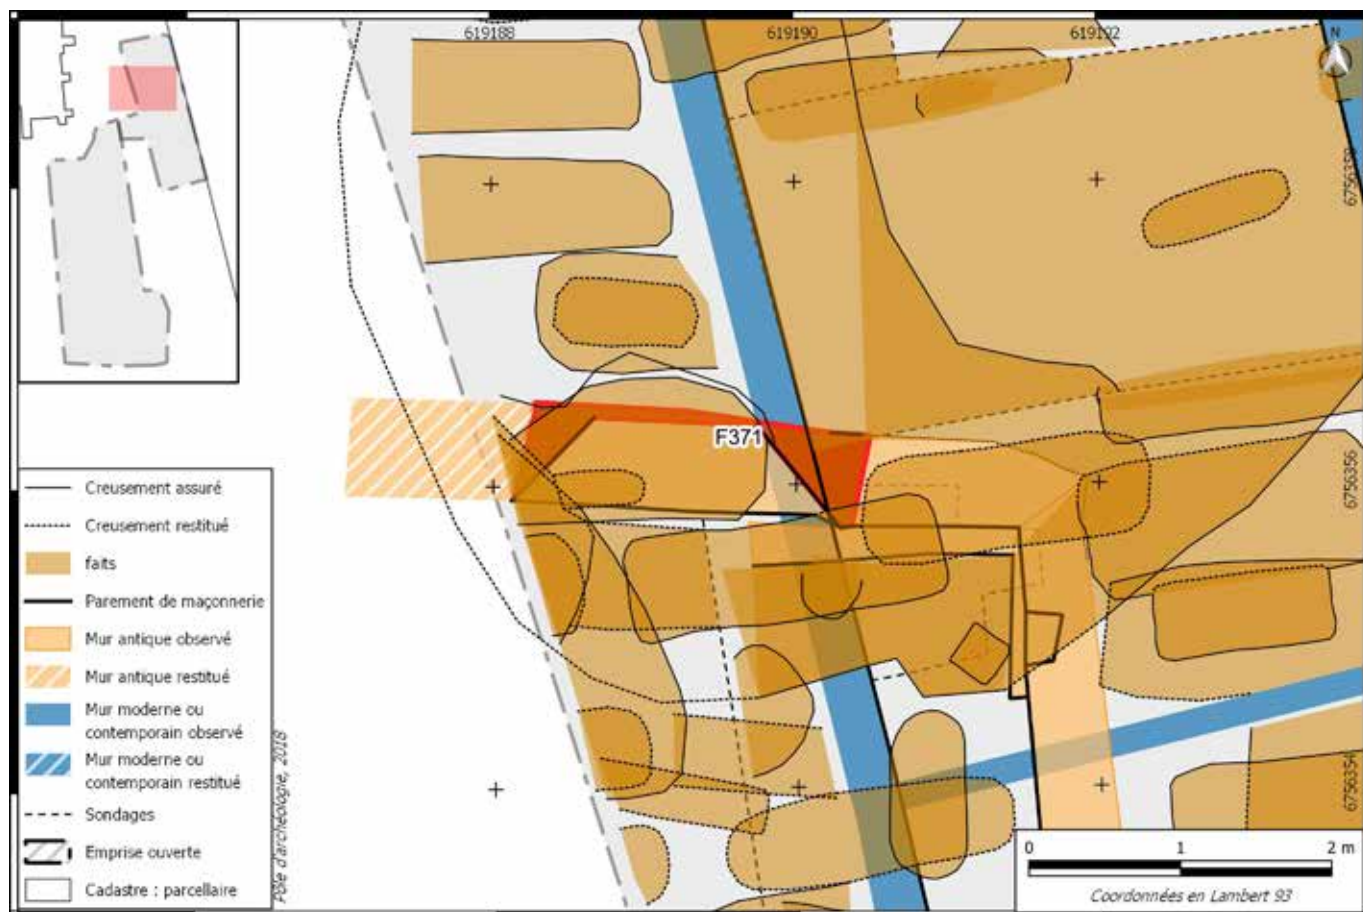 619188
619190
619192
N
6756358
F371
6756356
6756354
Creusement assuré
Creusement restitué
faits
Parement de maçonnerie
Mur antique observé
Mur antique restitué
Mur moderne ou
contemporain observé
Mur moderne ou
contemporain restitué
Sondages
Emprise ouverte
Cadastre : parcellaire
Pôle d'archéologie, 2018
0 1 2 m
Coordonnées en Lambert 93